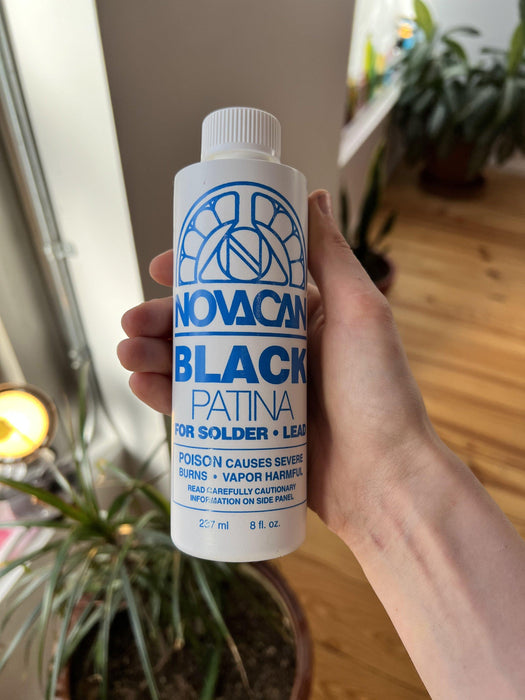 N
NOVACAN
BLACK
PATINA
FOR SOLDER • LEAD
POISON CAUSES SEVERE
BURNS • VAPOR HARMFUL
READ CAREFULLY CAUTIONARY
INFORMATION ON SIDE PANEL
237 ml 8 fl. oz.